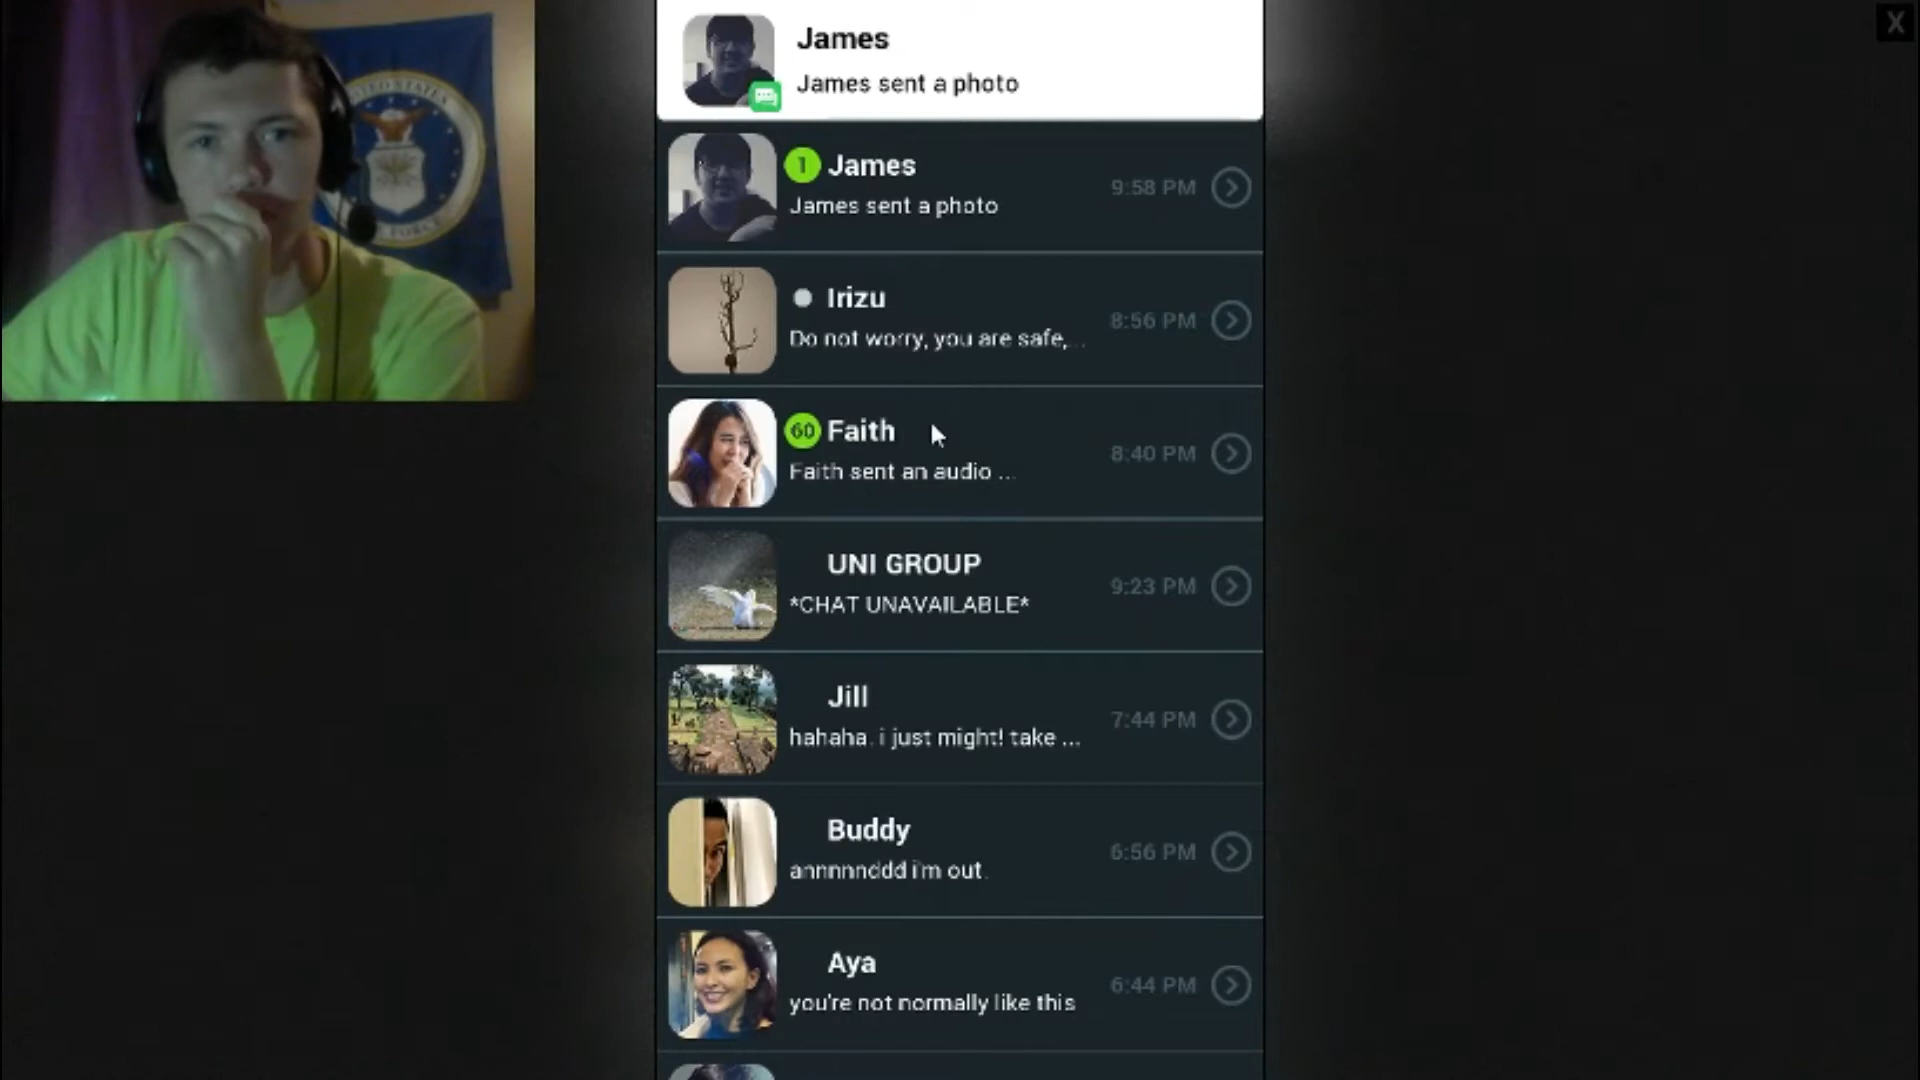 X
James
James sent a photo
1 James
James sent a photo
9:58 PM
Irizu
Do not worry, you are safe,...
8:56 PM
60 Faith
Faith sent an audio ...
8:40 PM
UNI GROUP
*CHAT UNAVAILABLE*
9:23 PM
Jill
hahaha. i just might! take ...
7:44 PM
Buddy
annnnnddd i'm out.
6:56 PM
Aya
you're not normally like this
6:44 PM